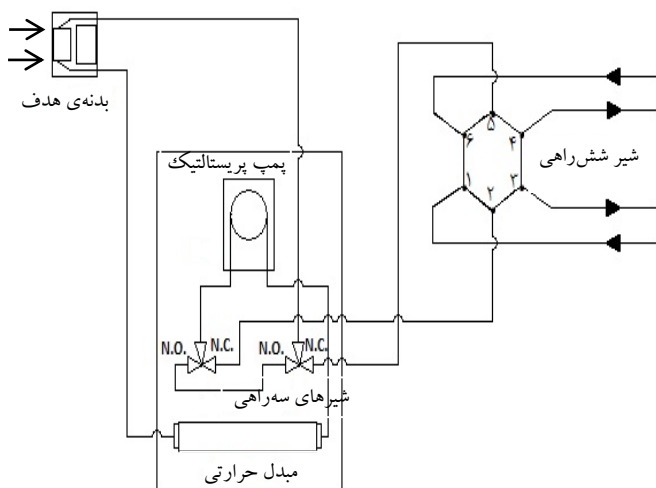 بدنه‌ی هدف
پمپ پریستالتیک
شیر شش‌راهی
۵
۶
۴
۱
۳
۲
N.O.
N.C.
N.O.
N.C.
شیرهای سه‌راهی
مبدل حرارتی